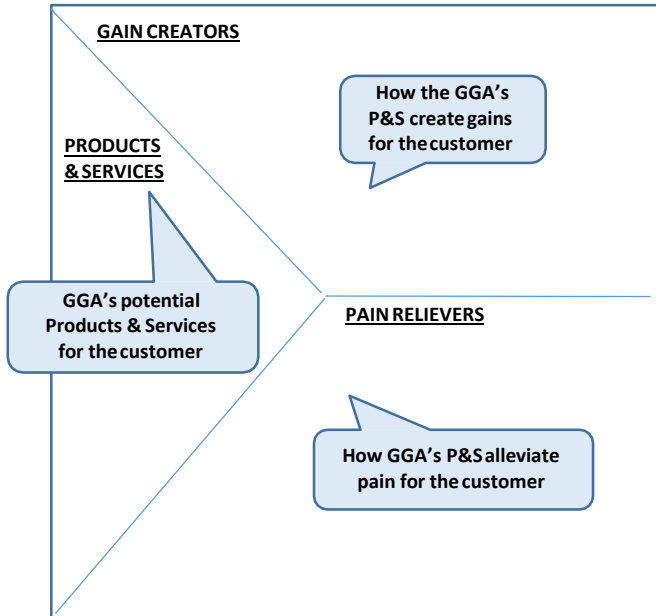 GAIN CREATORS
How the GGA's
P&S create gains
for the customer
PRODUCTS
& SERVICES
GGA's potential
Products & Services
for the customer
PAIN RELIEVERS
How GGA's P&S alleviate
pain for the customer